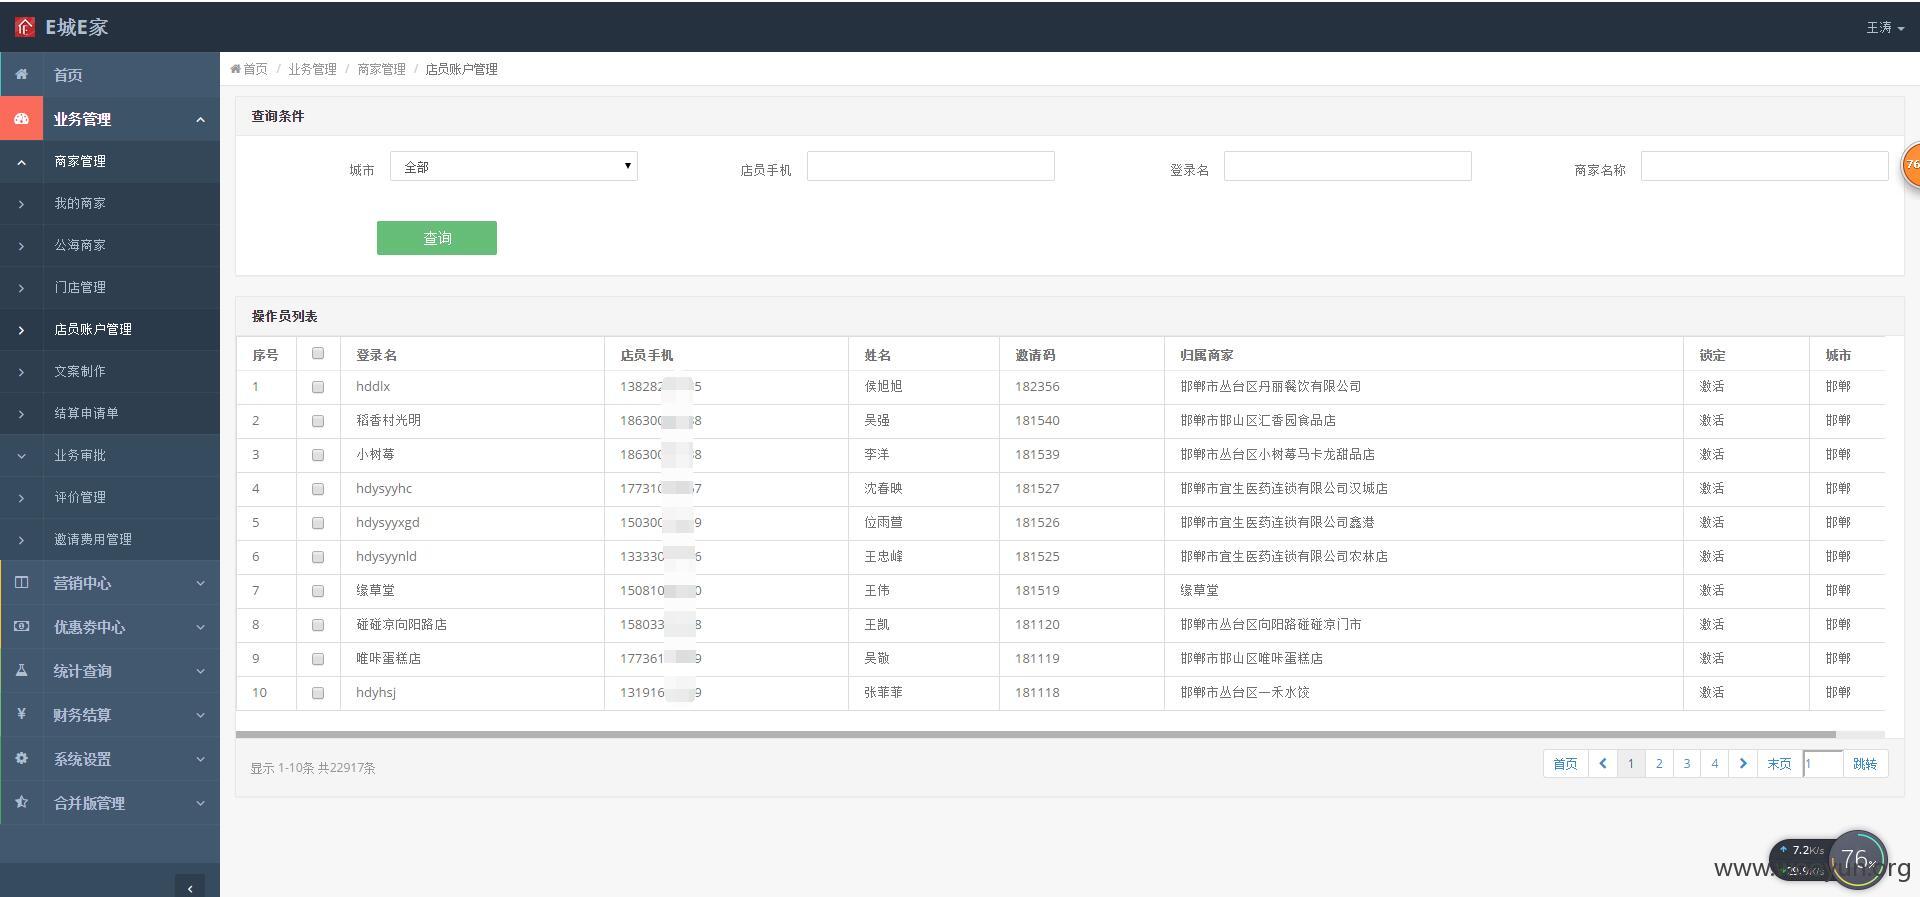 E城E家
王涛
首页
业务管理
商家管理
我的商家
公海商家
门店管理
店员账户管理
文案制作
结算申请单
业务审批
评价管理
邀请费用管理
营销中心
优惠券中心
统计查询
财务结算
系统设置
合并版管理
首页 / 业务管理 / 商家管理 / 店员账户管理
查询条件
城市 全部 店员手机 登录名 商家名称
76
查询
操作员列表
序号 登录名 店员手机 姓名 邀请码 归属商家 锁定 城市
1 hddlx 13828 5 侯旭旭 182356 邯郸市丛台区丹丽餐饮有限公司 激活 邯郸
2 稻香村光明 18630 8 吴强 181540 邯郸市邯山区汇香园食品店 激活 邯郸
3 小树莓 18630 8 李洋 181539 邯郸市丛台区小树莓马卡龙甜品店 激活 邯郸
4 hdysyyhc 17731 7 沈春映 181527 邯郸市宜生医药连锁有限公司汉城店 激活 邯郸
5 hdysyyxgd 15030 9 位雨萱 181526 邯郸市宜生医药连锁有限公司鑫港 激活 邯郸
6 hdysyynld 133330 6 王忠峰 181525 邯郸市宜生医药连锁有限公司农林店 激活 邯郸
7 缘草堂 150810 0 王伟 181519 缘草堂 激活 邯郸
8 碰碰凉向阳路店 158033 8 王凯 181120 邯郸市丛台区向阳路碰碰凉门市 激活 邯郸
9 唯咔蛋糕店 177361 9 吴敬 181119 邯郸市邯山区唯咔蛋糕店 激活 邯郸
10 hdyhsj 131916 9 张菲菲 181118 邯郸市丛台区一禾水饺 激活 邯郸
显示 1-10条 共22917条
首页 1 2 3 4 末页 1 跳转
7.2K/s
76%
www. .org